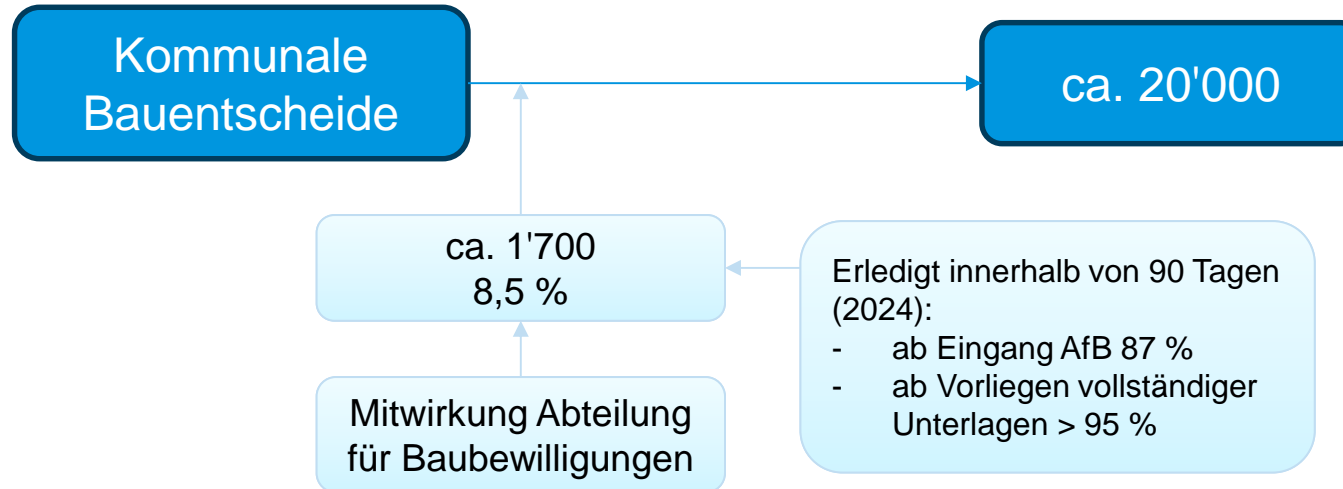 Kommunale
Bauentscheide
ca. 20'000
ca. 1'700
8,5 %
Erledigt innerhalb von 90 Tagen
(2024):
- ab Eingang AfB 87 %
- ab Vorliegen vollständiger
Unterlagen > 95 %
Mitwirkung Abteilung
für Baubewilligungen